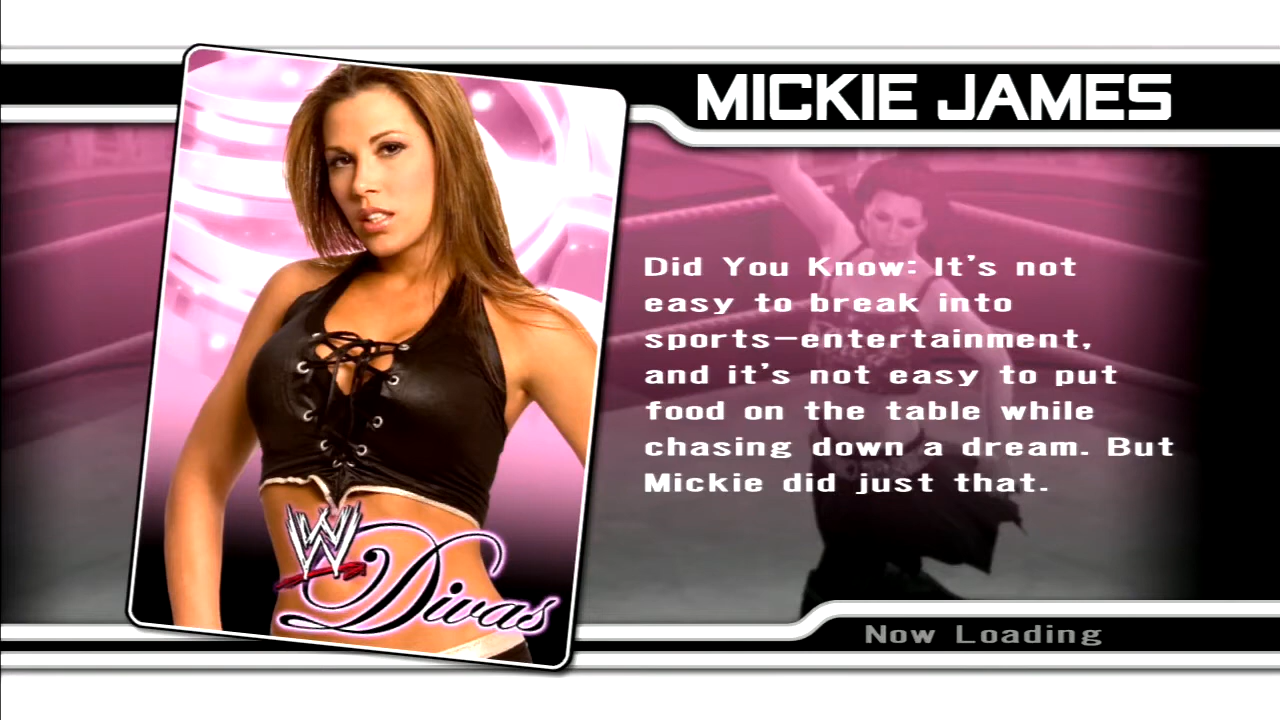 MICKIE JAMES
Did You Know: It's not
easy to break into
sports-entertainment,
and it's not easy to put
food on the table while
chasing down a dream. But
Mickie did just that.
W
Divas
Now Loading